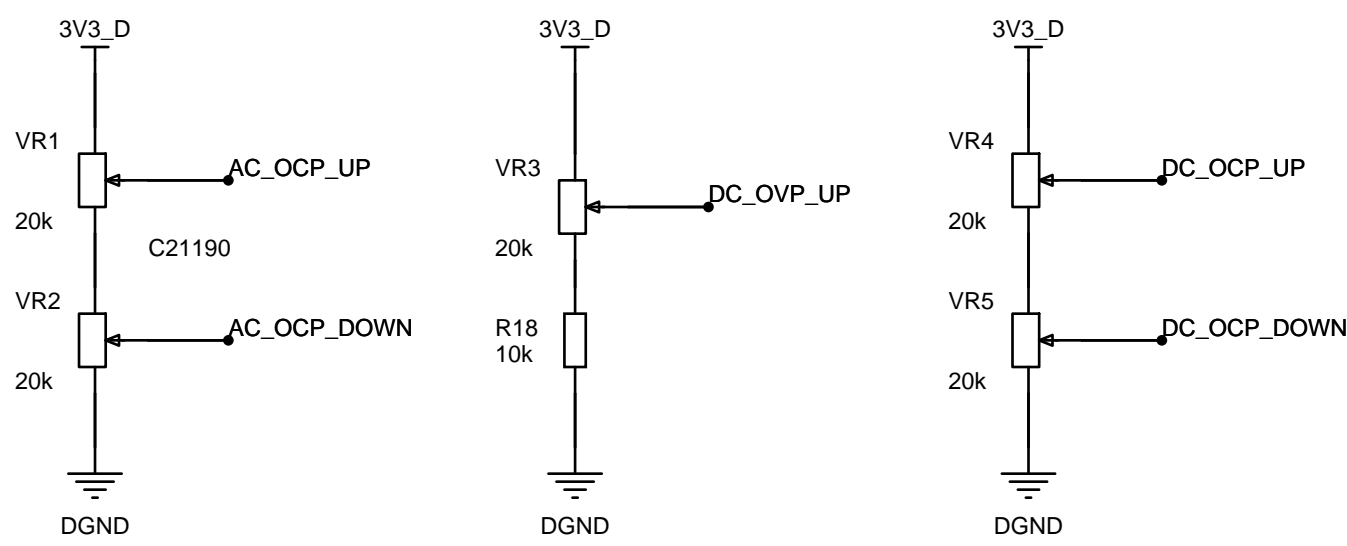 3V3_D
VR1
AC_OCP_UP
20k
C21190
VR2
AC_OCP_DOWN
20k
DGND
3V3_D
VR3
DC_OVP_UP
20k
R18
10k
DGND
3V3_D
VR4
DC_OCP_UP
20k
VR5
DC_OCP_DOWN
20k
DGND